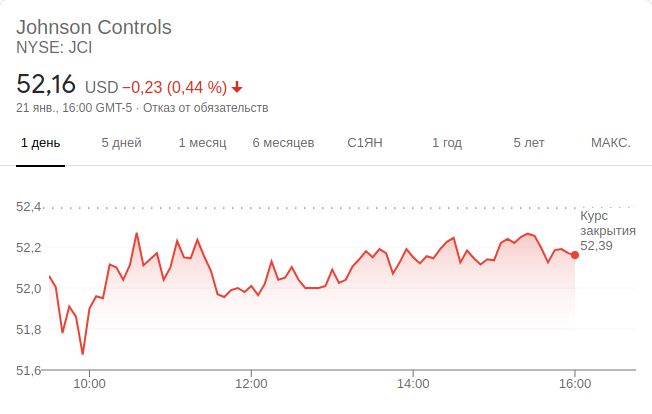 Johnson Controls
NYSE: JCI
52,16 USD −0,23 (0,44 %)
21 янв., 16:00 GMT-5 · Отказ от обязательств
1 день 5 дней 1 месяц 6 месяцев С1ЯН 1 год 5 лет МАКС.
52,4
Курс
закрытия
52,39
52,2
52,0
51,8
51,6
10:00 12:00 14:00 16:00